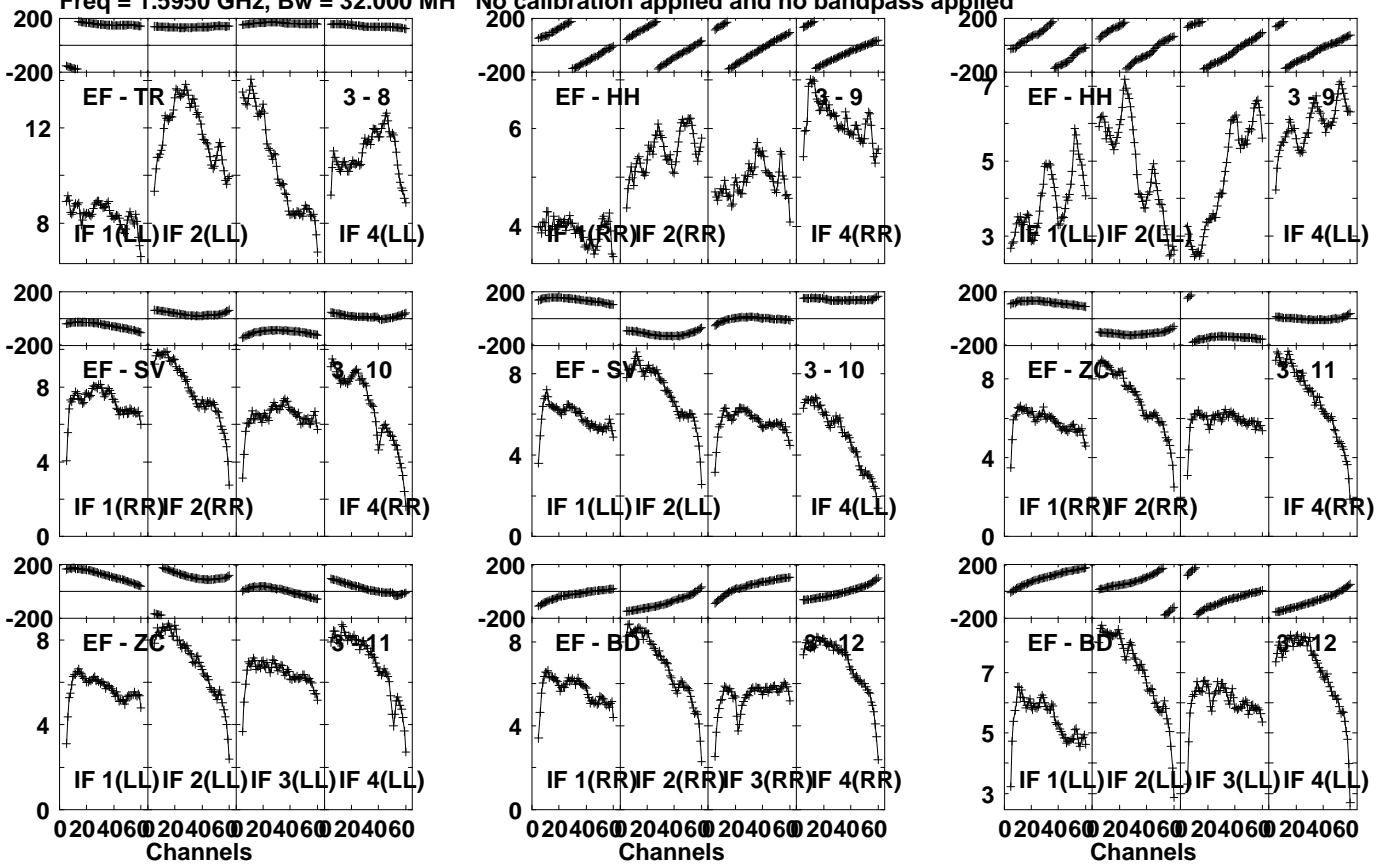 Freq = 1.5950 GHz, Bw = 32.000 MH No calibration applied and no bandpass applied
200 200 200
-200 -200 -200
EF - TR 3 - 8 EF - HH 3 - 9 EF - HH 3 - 9
12 6 7
8 4 5
3
IF 1(LL) IF 2(LL) IF 4(LL) IF 1(RR) IF 2(RR) IF 4(RR) IF 1(LL) IF 2(LL) IF 4(LL)
200 200 200
-200 -200 -200
EF - SV 3 - 10 EF - SV 3 - 10 EF - ZC 3 - 11
8 8 8
4 4 4
IF 1(RR) IF 2(RR) IF 4(RR) IF 1(LL) IF 2(LL) IF 4(LL) IF 1(RR) IF 2(RR) IF 4(RR)
0 0 0
200 200 200
-200 -200 -200
EF - ZC 3 - 11 EF - BD 3 - 12 EF - BD 3 - 12
8 8 7
4 4 5
IF 1(LL) IF 2(LL) IF 3(LL) IF 4(LL) IF 1(RR) IF 2(RR) IF 3(RR) IF 4(RR) IF 1(LL) IF 2(LL) IF 3(LL) IF 4(LL)
0 0 3
0 20 40 60 0 20 40 60 0 20 40 60 0 20 40 60 0 20 40 60 0 20 40 60 0 20 40 60 0 20 40 60 0 20 40 60 0 20 40 60 0 20 40 60 0 20 40 60
Channels Channels Channels